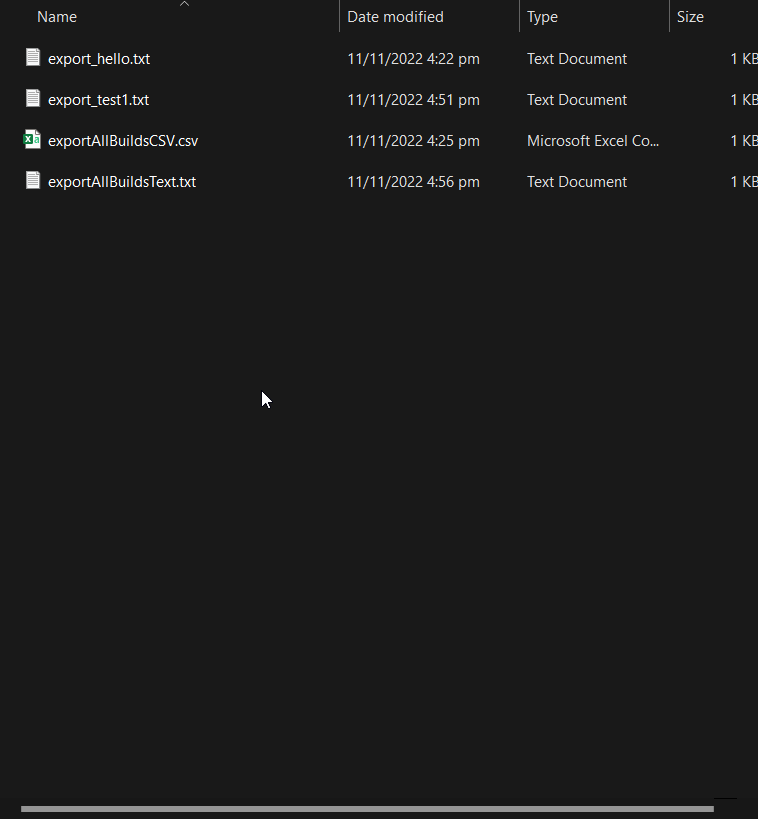 Name Date modified Type Size
export_hello.txt 11/11/2022 4:22 pm Text Document 1 KB
export_test1.txt 11/11/2022 4:51 pm Text Document 1 KB
exportAllBuildsCSV.csv 11/11/2022 4:25 pm Microsoft Excel Co... 1 KB
exportAllBuildsText.txt 11/11/2022 4:56 pm Text Document 1 KB